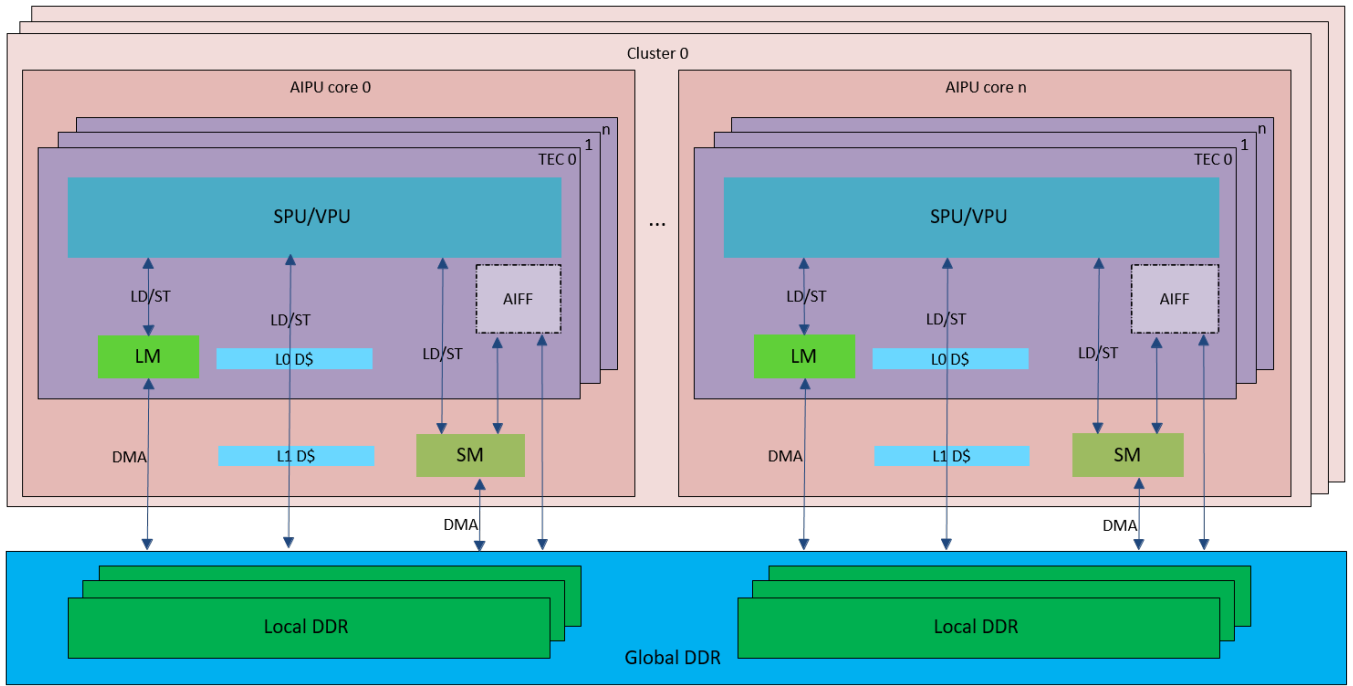 Cluster 0
AIPU core 0
n
1
TEC 0
SPU/VPU
LD/ST
LD/ST
LD/ST
AIFF
LM
L0 D$
DMA
L1 D$
SM
DMA
...
AIPU core n
n
1
TEC 0
SPU/VPU
LD/ST
LD/ST
LD/ST
AIFF
LM
L0 D$
DMA
L1 D$
SM
DMA
Local DDR
Local DDR
Global DDR